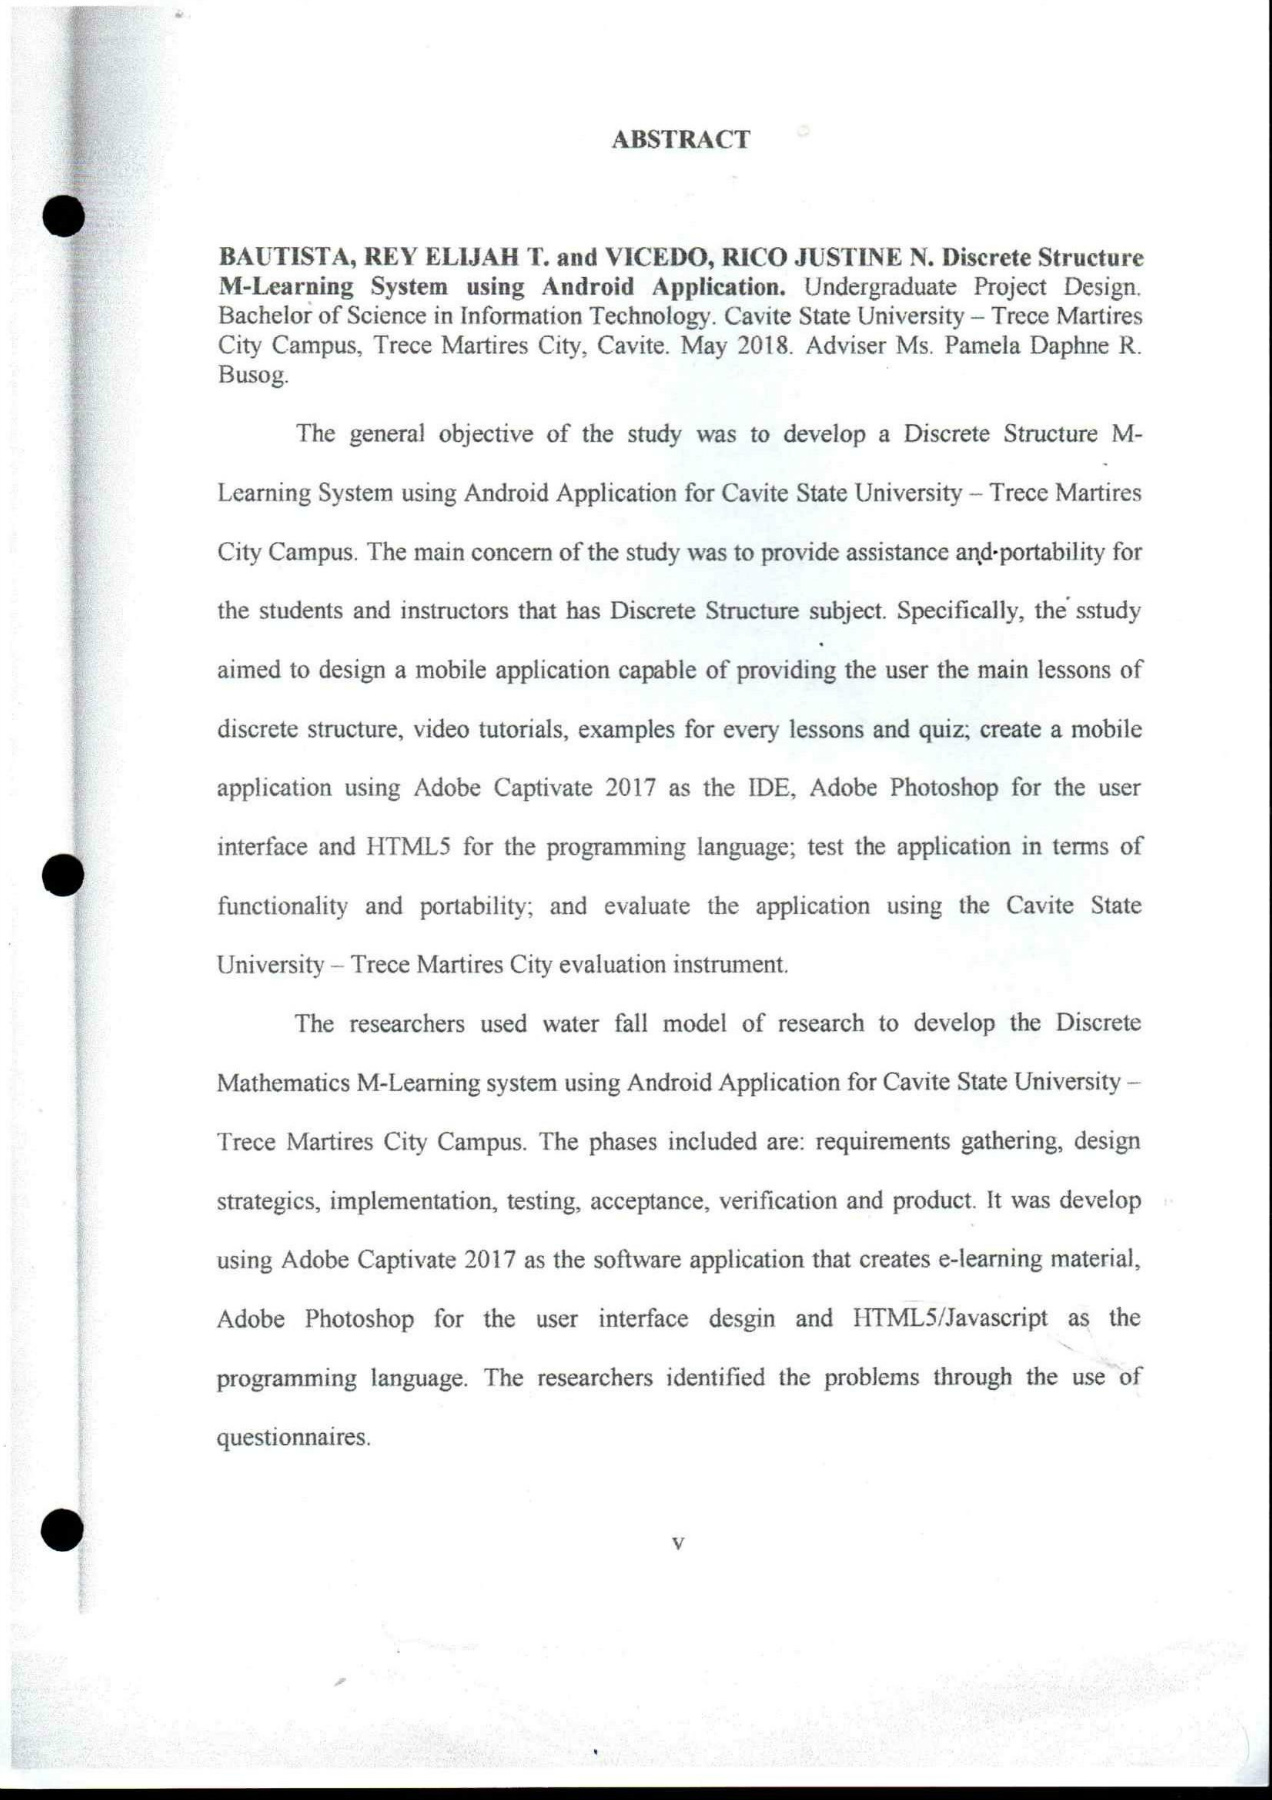 ABSTRACT
BAUTISTA, REY ELIJAH T. and VICEDO, RICO JUSTINE N. Discrete Structure
M-Learning System using Android Application. Undergraduate Project Design.
Bachelor of Science in Information Technology. Cavite State University – Trece Martires
City Campus, Trece Martires City, Cavite. May 2018. Adviser Ms. Pamela Daphne R.
Busog.
The general objective of the study was to develop a Discrete Structure M-
Learning System using Android Application for Cavite State University – Trece Martires
City Campus. The main concern of the study was to provide assistance and portability for
the students and instructors that has Discrete Structure subject. Specifically, the sstudy
aimed to design a mobile application capable of providing the user the main lessons of
discrete structure, video tutorials, examples for every lessons and quiz; create a mobile
application using Adobe Captivate 2017 as the IDE, Adobe Photoshop for the user
interface and HTML5 for the programming language; test the application in terms of
functionality and portability; and evaluate the application using the Cavite State
University – Trece Martires City evaluation instrument.
The researchers used water fall model of research to develop the Discrete
Mathematics M-Learning system using Android Application for Cavite State University –
Trece Martires City Campus. The phases included are: requirements gathering, design
strategics, implementation, testing, acceptance, verification and product. It was develop
using Adobe Captivate 2017 as the software application that creates e-learning material,
Adobe Photoshop for the user interface desgin and HTML5/Javascript as the
programming language. The researchers identified the problems through the use of
questionnaires.
v